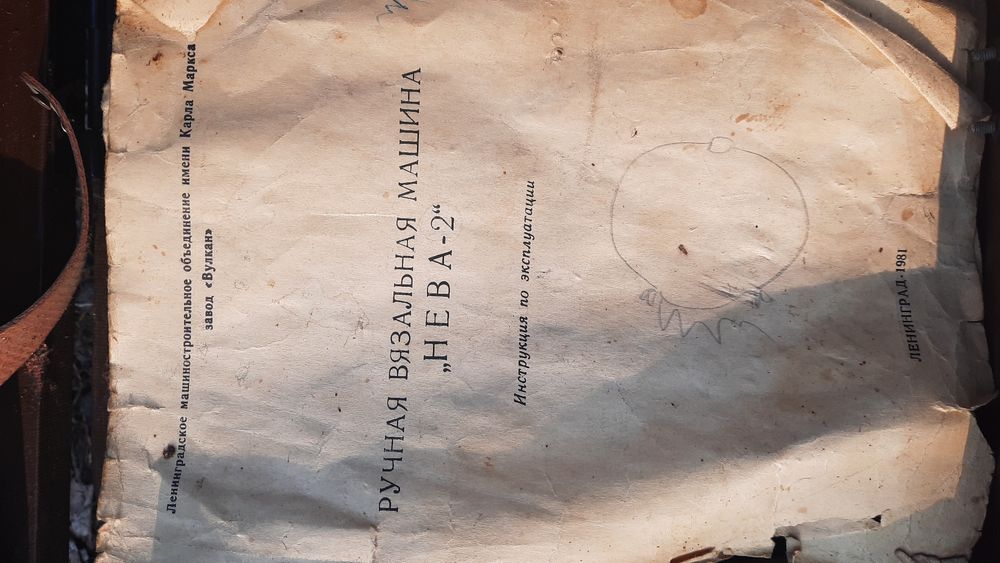 Ленинградское машиностроительное объединение имени Карла Маркса
завод «Вулкан»
РУЧНАЯ ВЯЗАЛЬНАЯ МАШИНА
„НЕВА-2“
Инструкция по эксплуатации
ЛЕНИНГРАД·1981